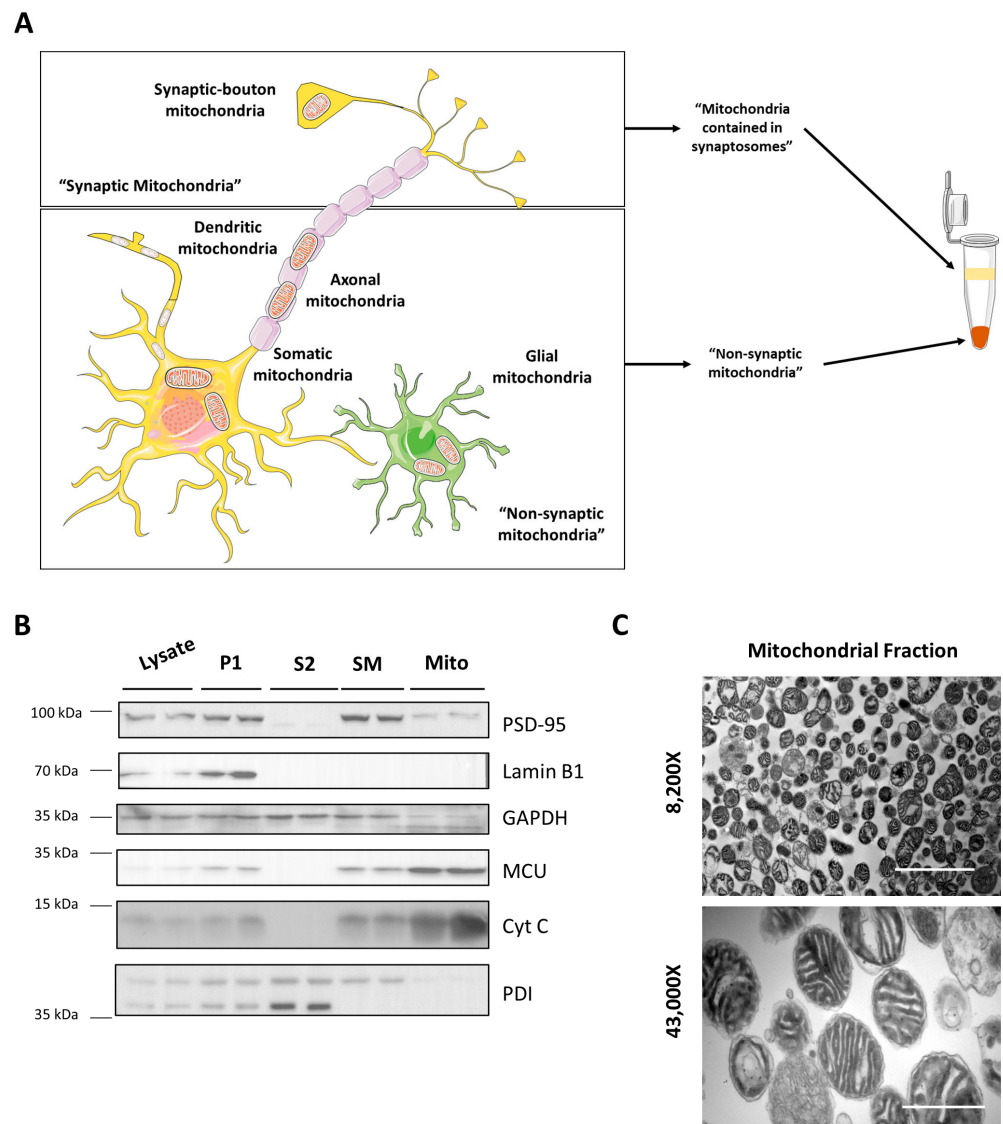 A
Synaptic-bouton
mitochondria
"Synaptic Mitochondria"
"Mitochondria
contained in
synaptosomes"
Dendritic
mitochondria
Axonal
mitochondria
Somatic
mitochondria
Glial
mitochondria
"Non-synaptic
mitochondria"
"Non-synaptic
mitochondria"
B
Lysate P1 S2 SM Mito
100 kDa PSD-95
70 kDa Lamin B1
35 kDa GAPDH
35 kDa MCU
15 kDa Cyt C
35 kDa PDI
C
Mitochondrial Fraction
8,200X
43,000X